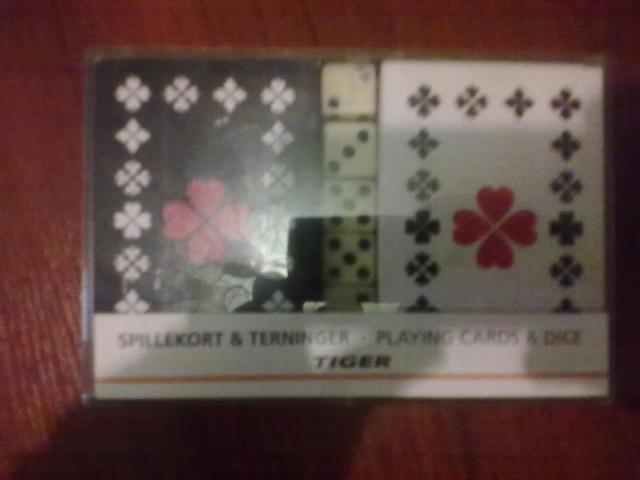 SPILLEKORT & TERNINGER - PLAYING CARDS & DICE
TIGER